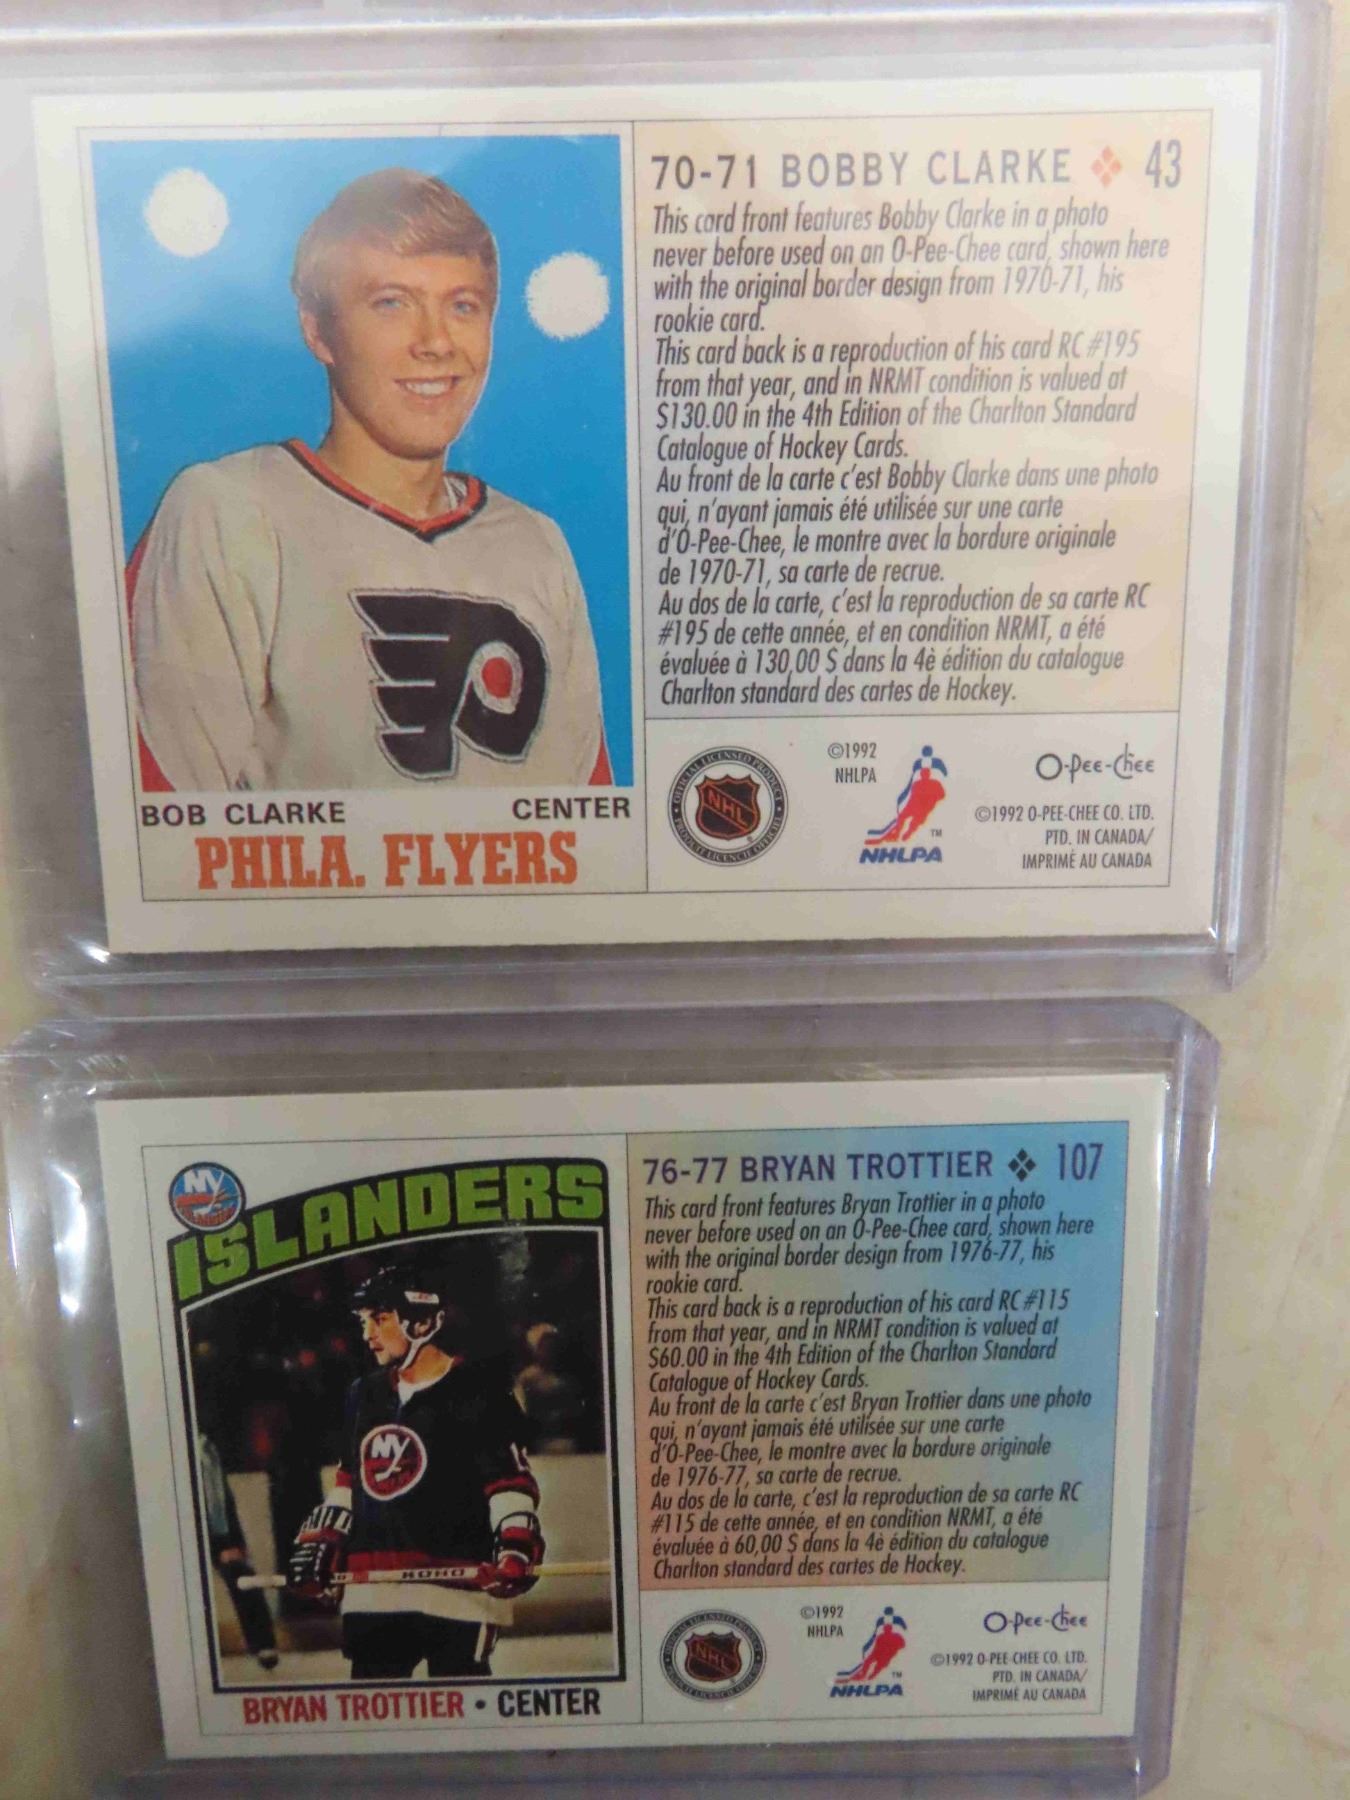 BOB CLARKE CENTER
PHILA. FLYERS
70-71 BOBBY CLARKE 43
This card front features Bobby Clarke in a photo
never before used on an O-Pee-Chee card, shown here
with the original border design from 1970-71, his
rookie card.
This card back is a reproduction of his card RC #195
from that year, and in NRMT condition is valued at
$130.00 in the 4th Edition of the Charlton Standard
Catalogue of Hockey Cards.
Au front de la carte c'est Bobby Clarke dans une photo
qui, n'ayant jamais été utilisée sur une carte
d'O-Pee-Chee, le montre avec la bordure originale
de 1970-71, sa carte de recrue.
Au dos de la carte, c'est la reproduction de sa carte RC
#195 de cette année, et en condition NRMT, a été
évaluée à 130,00 $ dans la 4è édition du catalogue
Charlton standard des cartes de Hockey.
OFFICIAL LICENSED PRODUCT
NHL
PRODUIT LICENCIÉ OFFICIEL
©1992
NHLPA
NHLPA
TM
O-Pee-Chee
©1992 O-PEE-CHEE CO. LTD.
PTD. IN CANADA/
IMPRIMÉ AU CANADA
NY
ISLANDERS
NY
KOHO
BRYAN TROTTIER • CENTER
76-77 BRYAN TROTTIER 107
This card front features Bryan Trottier in a photo
never before used on an O-Pee-Chee card, shown here
with the original border design from 1976-77, his
rookie card.
This card back is a reproduction of his card RC #115
from that year, and in NRMT condition is valued at
$60.00 in the 4th Edition of the Charlton Standard
Catalogue of Hockey Cards.
Au front de la carte c'est Bryan Trottier dans une photo
qui, n'ayant jamais été utilisée sur une carte
d'O-Pee-Chee, le montre avec la bordure originale
de 1976-77, sa carte de recrue.
Au dos de la carte, c'est la reproduction de sa carte RC
#115 de cette année, et en condition NRMT, a été
évaluée à 60,00 $ dans la 4è édition du catalogue
Charlton standard des cartes de Hockey.
NHL
©1992
NHLPA
NHLPA
TM
O-Pee-Chee
©1992 O-PEE-CHEE CO. LTD.
PTD. IN CANADA/
IMPRIMÉ AU CANADA